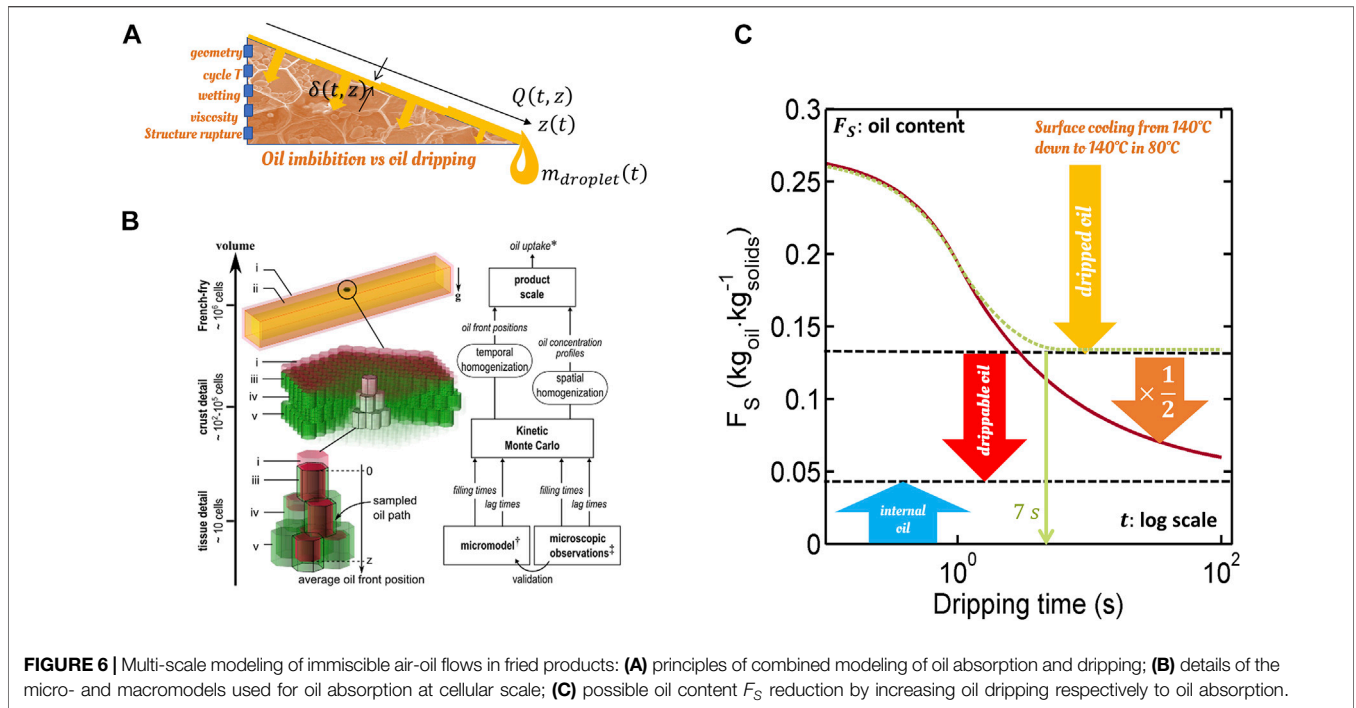 A
geometry
cycle T
wetting
viscosity
Structure rupture
δ(t, z)
Q(t, z)
z(t)
Oil imbibition vs oil dripping
m_droplet(t)
B
volume
French-fry
~ 10⁶ cells
crust detail
~ 10²-10⁵ cells
tissue detail
~ 10 cells
i
ii
g
i
iii
iv
v
i
iii
iv
v
0
sampled
oil path
z
average oil front position
oil uptake*
product
scale
oil front positions
oil concentration
profiles
temporal
homogenization
spatial
homogenization
Kinetic
Monte Carlo
filling times
lag times
filling times
lag times
micromodel†
microscopic
observations‡
validation
C
F_S: oil content
Surface cooling from 140°C
down to 140°C in 80°C
dripped oil
drippable oil
× 1/2
internal
oil
7 s
t: log scale
0.3
0.25
0.2
0.15
0.1
0.05
0
F_S (kg_oil·kg⁻¹_solids)
10⁰
10²
Dripping time (s)
FIGURE 6 | Multi-scale modeling of immiscible air-oil flows in fried products: (A) principles of combined modeling of oil absorption and dripping; (B) details of the
micro- and macromodels used for oil absorption at cellular scale; (C) possible oil content F_S reduction by increasing oil dripping respectively to oil absorption.